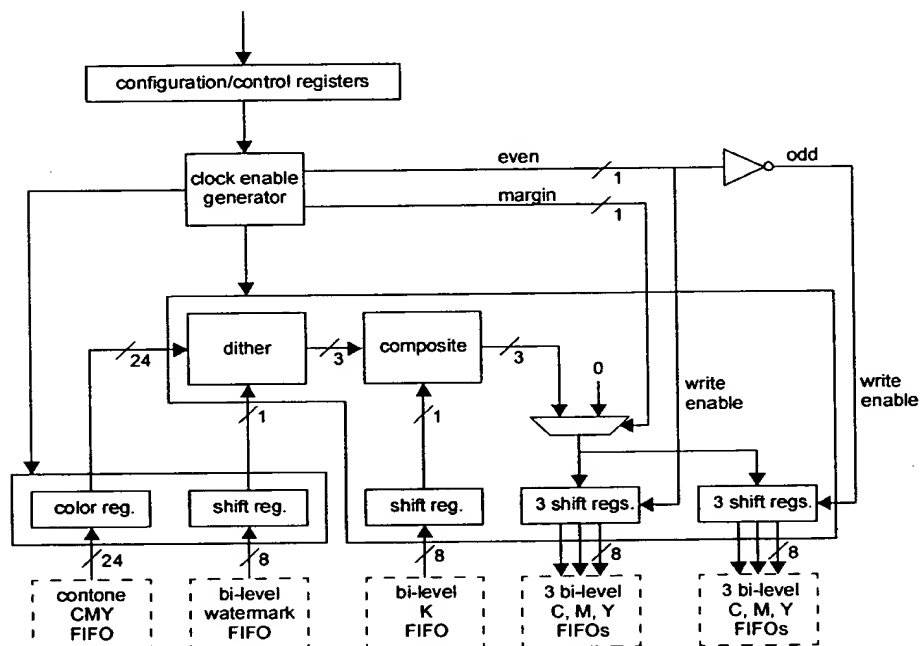 configuration/control registers
clock enable
generator
even
1
odd
margin
1
dither
composite
24
3
3
0
write
enable
write
enable
1
1
color reg.
shift reg.
shift reg.
3 shift regs.
3 shift regs.
24
8
8
8
8
contone
CMY
FIFO
bi-level
watermark
FIFO
bi-level
K
FIFO
3 bi-level
C, M, Y
FIFOs
3 bi-level
C, M, Y
FIFOs